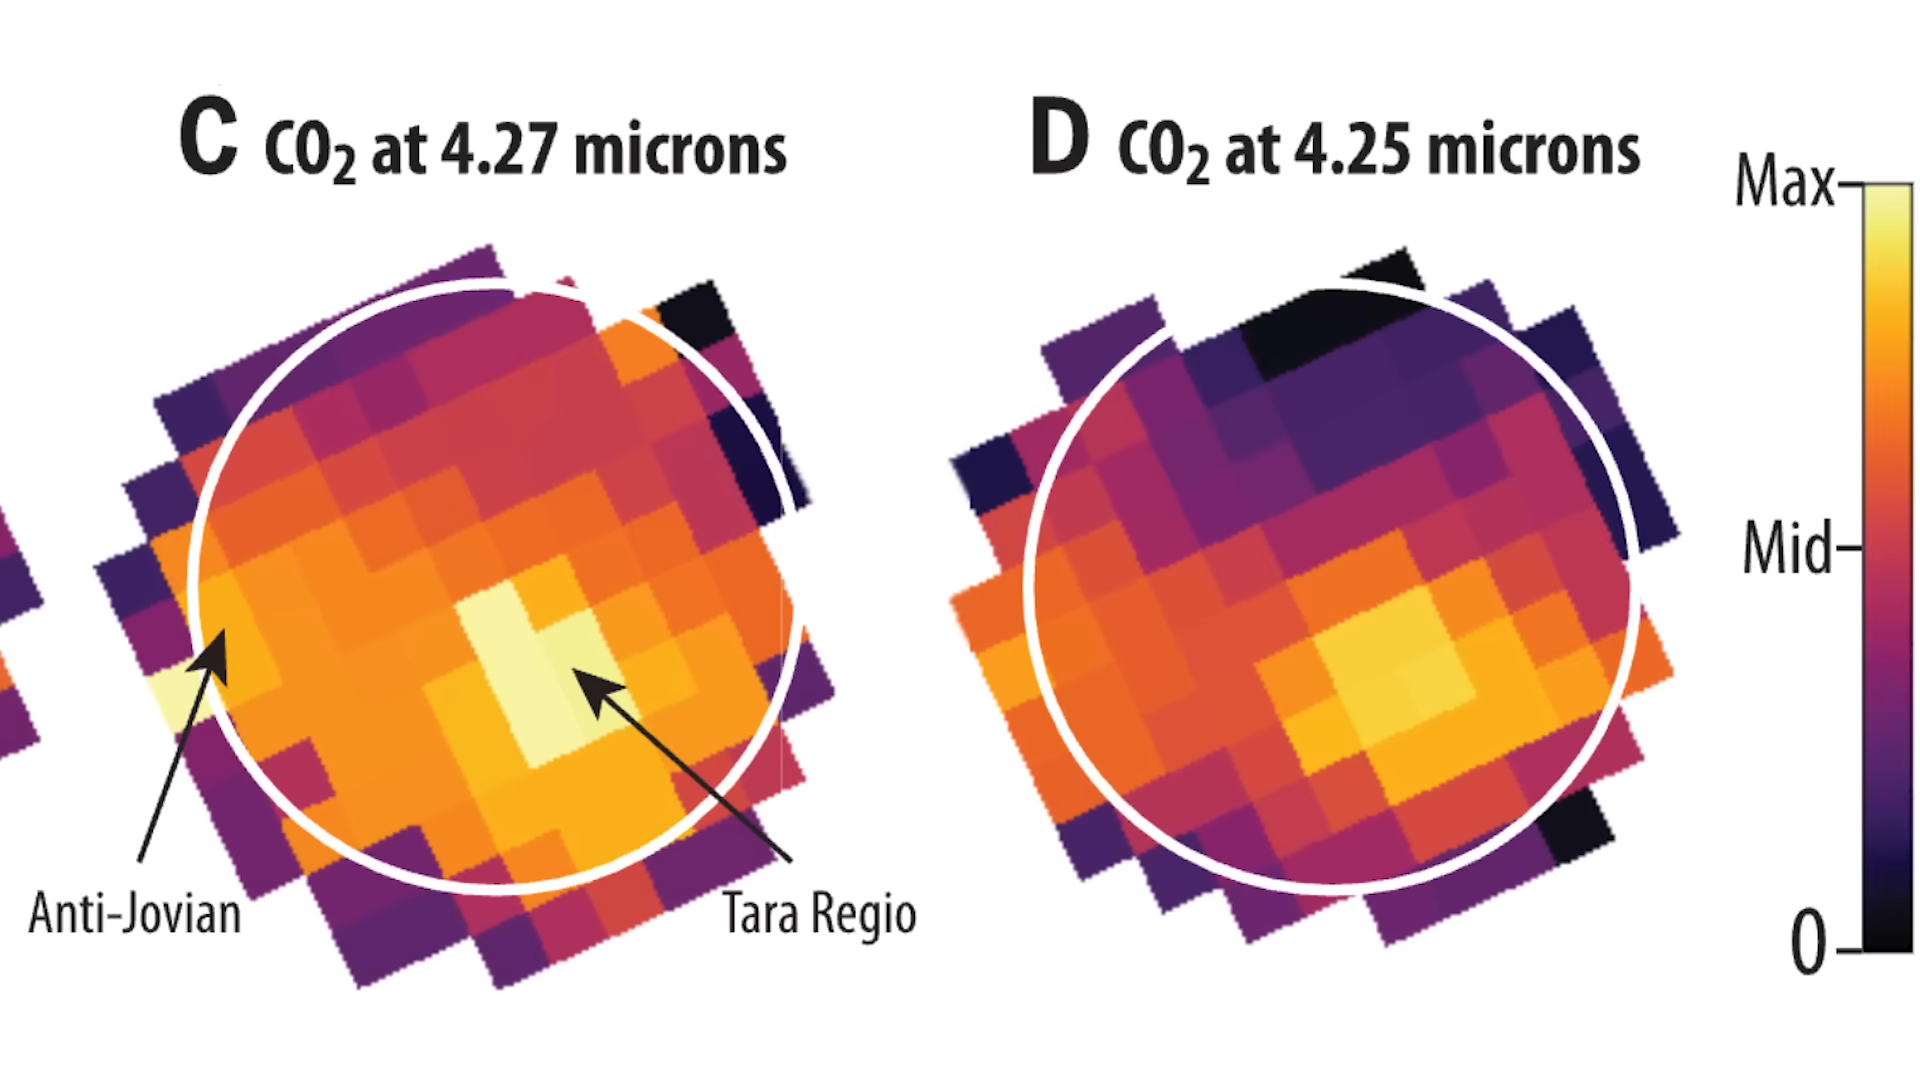 C CO₂ at 4.27 microns
D CO₂ at 4.25 microns
Max
Mid
0
Anti-Jovian
Tara Regio